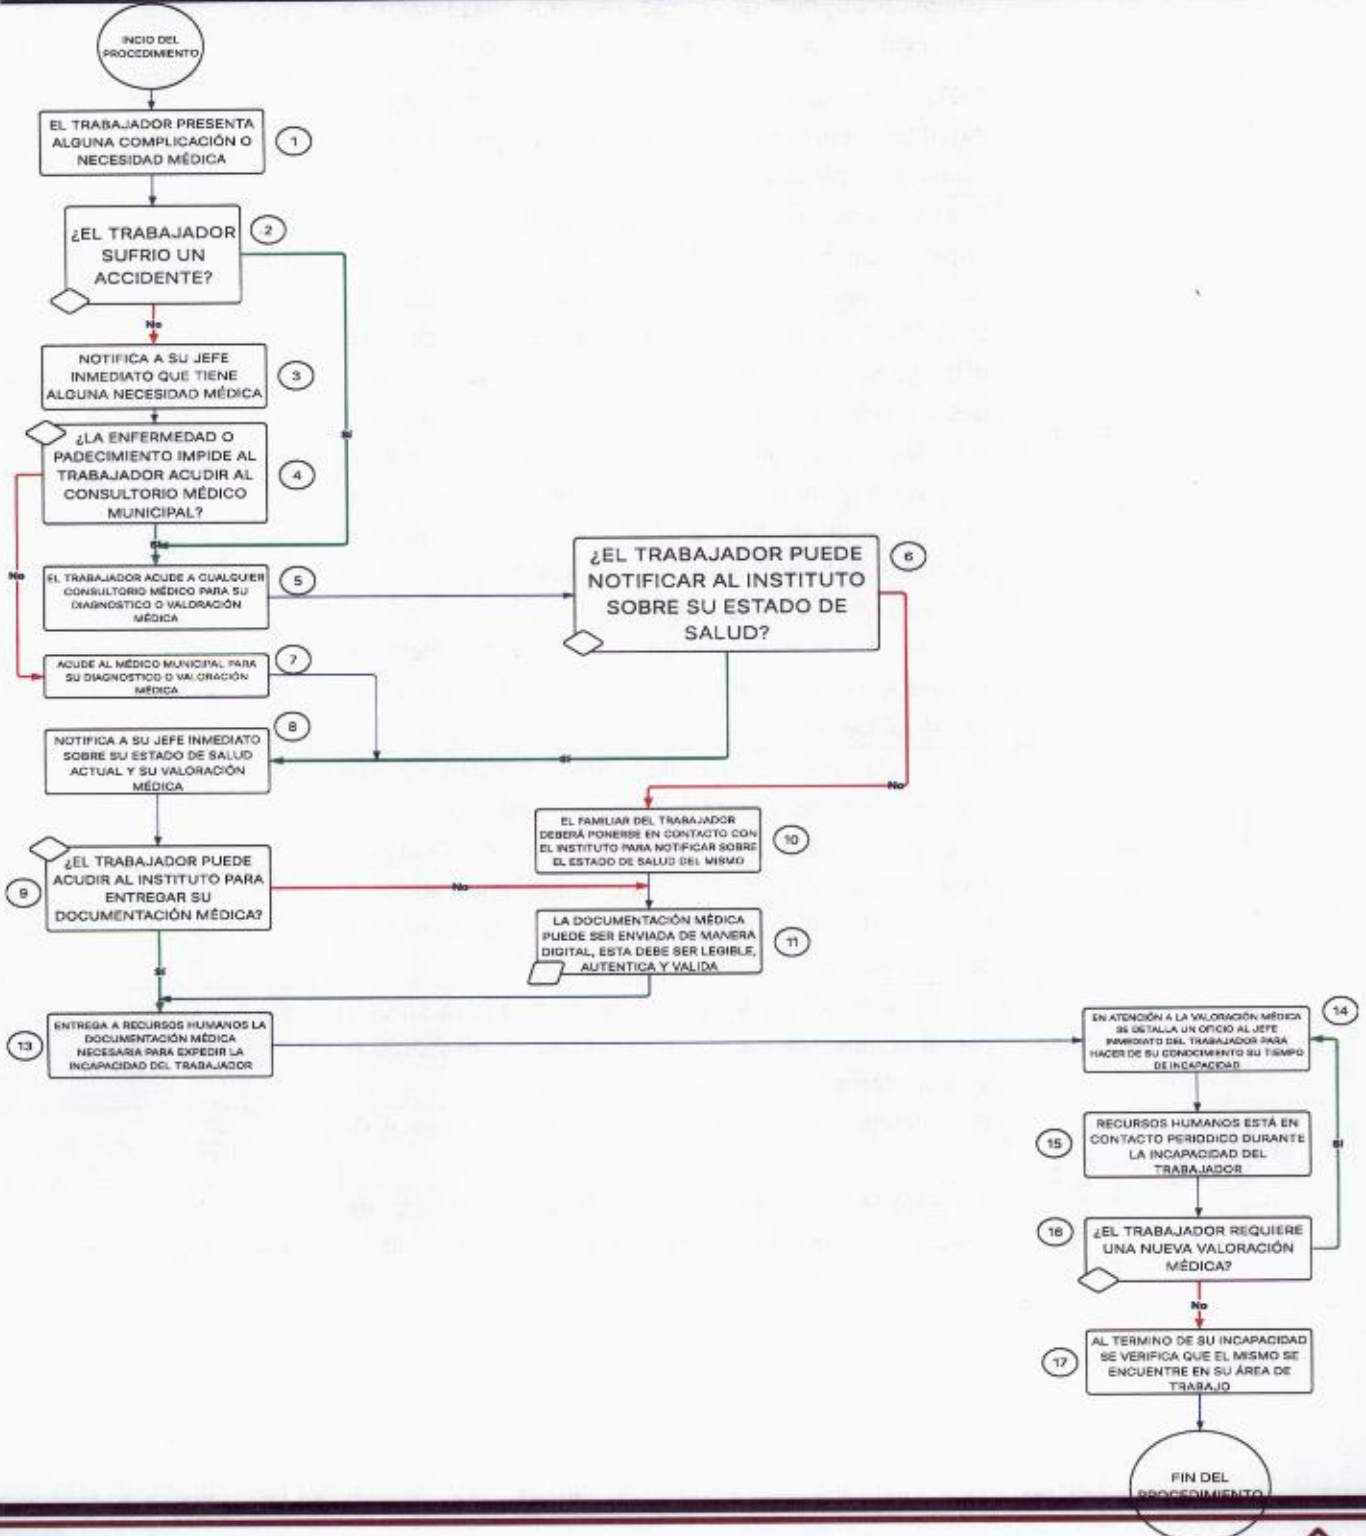 INCIO DEL
PROCEDIMIENTO
EL TRABAJADOR PRESENTA
ALGUNA COMPLICACIÓN O
NECESIDAD MÉDICA
1
¿EL TRABAJADOR
SUFRIO UN
ACCIDENTE?
2
No
Sí
NOTIFICA A SU JEFE
INMEDIATO QUE TIENE
ALGUNA NECESIDAD MÉDICA
3
¿LA ENFERMEDAD O
PADECIMIENTO IMPIDE AL
TRABAJADOR ACUDIR AL
CONSULTORIO MÉDICO
MUNICIPAL?
4
No
EL TRABAJADOR ACUDE A CUALQUIER
CONSULTORIO MÉDICO PARA SU
DIAGNOSTICO O VALORACIÓN
MÉDICA
5
¿EL TRABAJADOR PUEDE
NOTIFICAR AL INSTITUTO
SOBRE SU ESTADO DE
SALUD?
6
ACUDE AL MÉDICO MUNICIPAL PARA
SU DIAGNOSTICO O VALORACIÓN
MÉDICA
7
NOTIFICA A SU JEFE INMEDIATO
SOBRE SU ESTADO DE SALUD
ACTUAL Y SU VALORACIÓN
MÉDICA
8
Sí
No
¿EL TRABAJADOR PUEDE
ACUDIR AL INSTITUTO PARA
ENTREGAR SU
DOCUMENTACIÓN MÉDICA?
9
No
Sí
EL FAMILIAR DEL TRABAJADOR
DEBERÁ PONERSE EN CONTACTO CON
EL INSTITUTO PARA NOTIFICAR SOBRE
EL ESTADO DE SALUD DEL MISMO
10
LA DOCUMENTACIÓN MÉDICA
PUEDE SER ENVIADA DE MANERA
DIGITAL, ESTA DEBE SER LEGIBLE,
AUTENTICA Y VALIDA
11
ENTREGA A RECURSOS HUMANOS LA
DOCUMENTACIÓN MÉDICA
NECESARIA PARA EXPEDIR LA
INCAPACIDAD DEL TRABAJADOR
13
EN ATENCIÓN A LA VALORACIÓN MÉDICA
SE DETALLA UN OFICIO AL JEFE
INMEDIATO DEL TRABAJADOR PARA
HACER DE SU CONOCIMIENTO SU TIEMPO
DE INCAPACIDAD
14
RECURSOS HUMANOS ESTÁ EN
CONTACTO PERIODICO DURANTE
LA INCAPACIDAD DEL
TRABAJADOR
15
Sí
¿EL TRABAJADOR REQUIERE
UNA NUEVA VALORACIÓN
MÉDICA?
16
No
AL TERMINO DE SU INCAPACIDAD
SE VERIFICA QUE EL MISMO SE
ENCUENTRE EN SU ÁREA DE
TRABAJO
17
FIN DEL
PROCEDIMIENTO